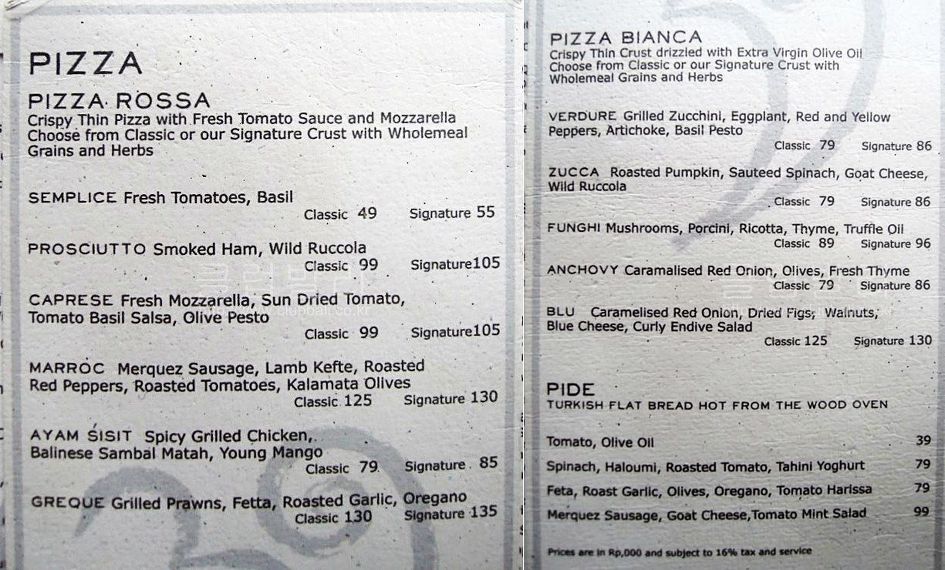 PIZZA
PIZZA ROSSA
Crispy Thin Pizza with Fresh Tomato Sauce and Mozzarella
Choose from Classic or our Signature Crust with Wholemeal
Grains and Herbs
SEMPLICE Fresh Tomatoes, Basil
Classic 49 Signature 55
PROSCIUTTO Smoked Ham, Wild Ruccola
Classic 99 Signature105
CAPRESE Fresh Mozzarella, Sun Dried Tomato,
Tomato Basil Salsa, Olive Pesto
Classic 99 Signature105
MARROC Merquez Sausage, Lamb Kefte, Roasted
Red Peppers, Roasted Tomatoes, Kalamata Olives
Classic 125 Signature 130
AYAM SISIT Spicy Grilled Chicken,
Balinese Sambal Matah, Young Mango
Classic 79 Signature 85
GREQUE Grilled Prawns, Fetta, Roasted Garlic, Oregano
Classic 130 Signature 135
PIZZA BIANCA
Crispy Thin Crust drizzled with Extra Virgin Olive Oil
Choose from Classic or our Signature Crust with
Wholemeal Grains and Herbs
VERDURE Grilled Zucchini, Eggplant, Red and Yellow
Peppers, Artichoke, Basil Pesto
Classic 79 Signature 86
ZUCCA Roasted Pumpkin, Sauteed Spinach, Goat Cheese,
Wild Ruccola
Classic 79 Signature 86
FUNGHI Mushrooms, Porcini, Ricotta, Thyme, Truffle Oil
Classic 89 Signature 96
ANCHOVY Caramalised Red Onion, Olives, Fresh Thyme
Classic 79 Signature 86
BLU Caramelised Red Onion, Dried Figs, Walnuts,
Blue Cheese, Curly Endive Salad
Classic 125 Signature 130
PIDE
TURKISH FLAT BREAD HOT FROM THE WOOD OVEN
Tomato, Olive Oil 39
Spinach, Haloumi, Roasted Tomato, Tahini Yoghurt 79
Feta, Roast Garlic, Olives, Oregano, Tomato Harissa 79
Merquez Sausage, Goat Cheese,Tomato Mint Salad 99
Prices are in Rp,000 and subject to 16% tax and service